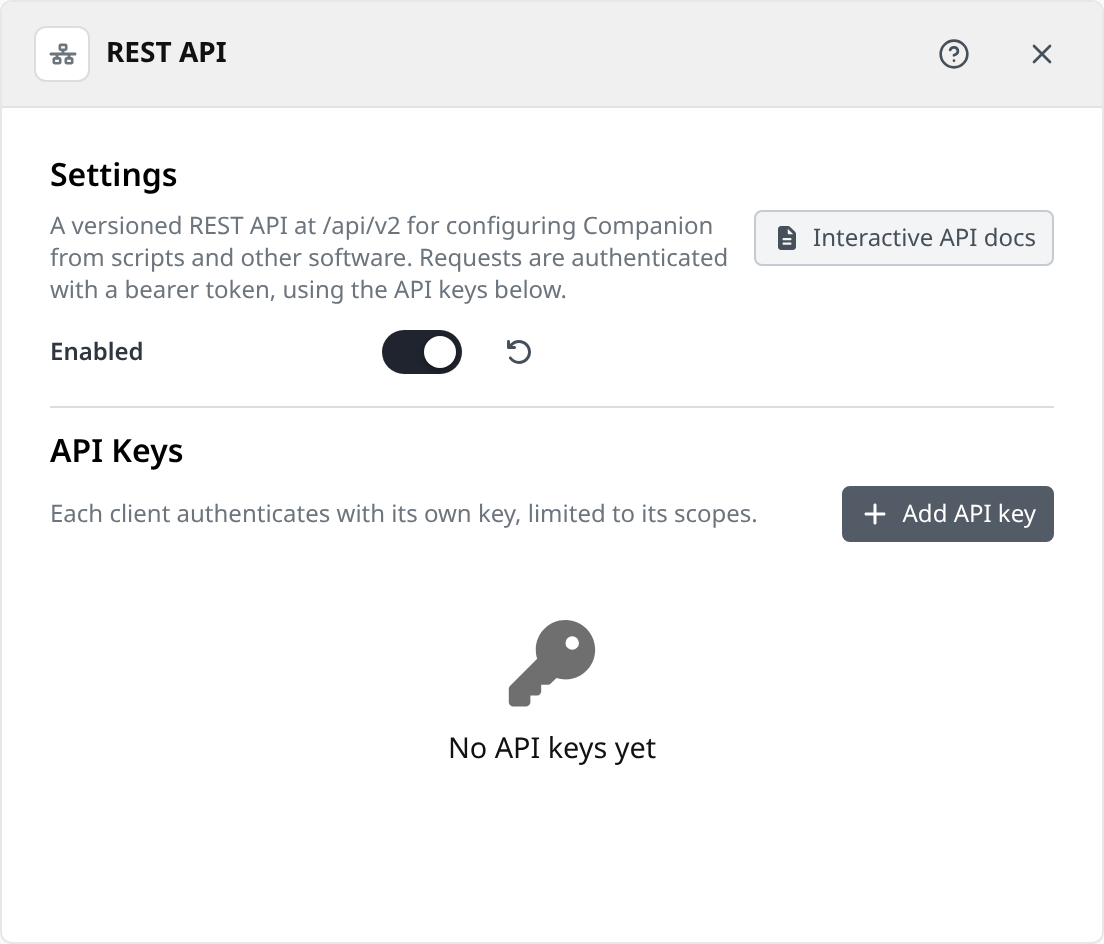 REST API
Settings
A versioned REST API at /api/v2 for configuring Companion
from scripts and other software. Requests are authenticated
with a bearer token, using the API keys below.
Interactive API docs
Enabled
API Keys
Each client authenticates with its own key, limited to its scopes.
Add API key
No API keys yet